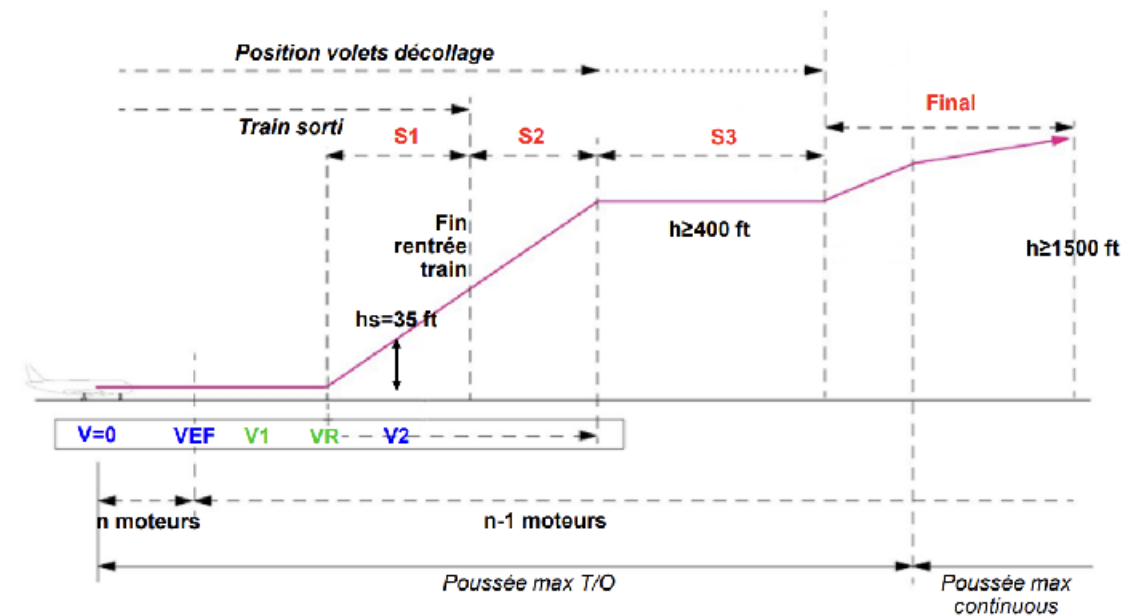 Position volets décollage
Train sorti
S1
S2
S3
Final
Fin
rentrée
train
h≥400 ft
h≥1500 ft
hs=35 ft
V=0
VEF
V1
VR
V2
n moteurs
n-1 moteurs
Poussée max T/O
Poussée max
continuous